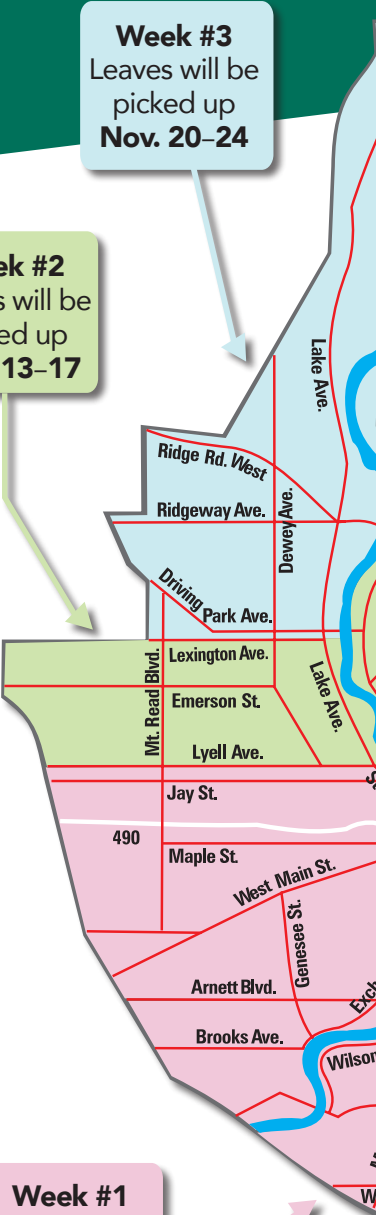 Week #3
Leaves will be
picked up
Nov. 20–24
ek #2
s will be
ed up
13–17
Lake Ave.
Ridge Rd. West
Ridgeway Ave.
Dewey Ave.
Driving
Park Ave.
Mt. Read Blvd.
Lexington Ave.
Lake Ave.
Emerson St.
Lyell Ave.
Jay St.
490
Maple St.
West Main St.
Genesee St.
Arnett Blvd.
Exch
Brooks Ave.
Wilson
W
Week #1